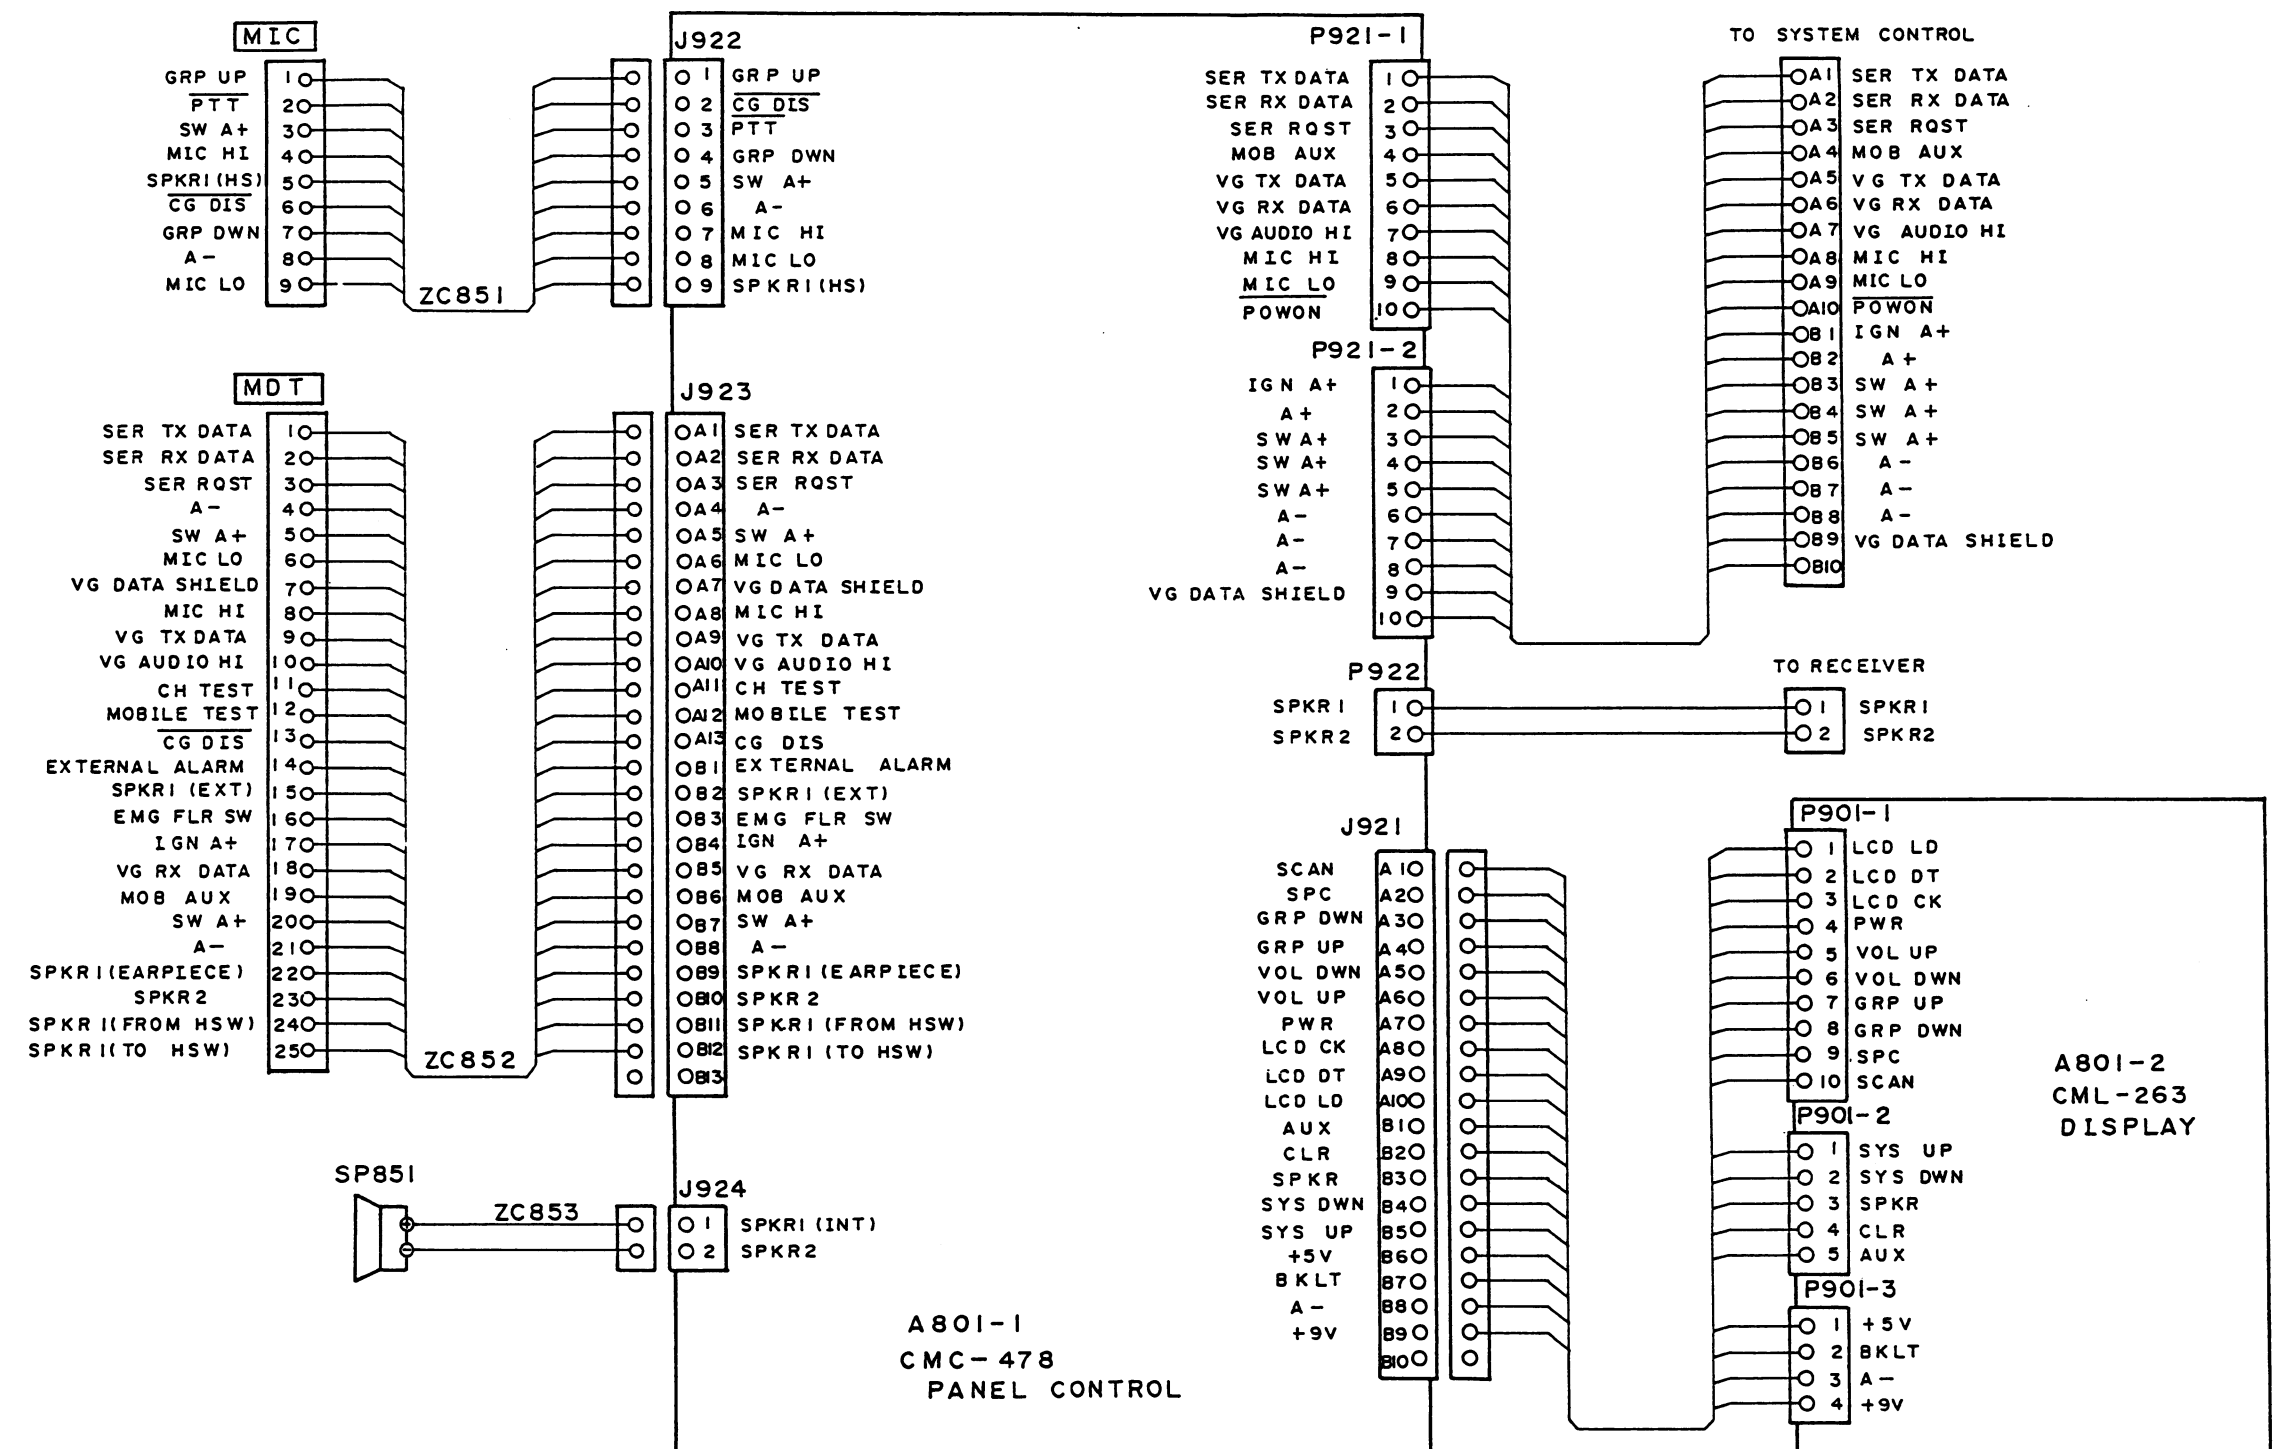 MIC
GRP UP 1
PTT 2
SW A+ 3
MIC HI 4
SPKR1(HS) 5
CG DIS 6
GRP DWN 7
A- 8
MIC LO 9
ZC851
J922
1 GRP UP
2 CG DIS
3 PTT
4 GRP DWN
5 SW A+
6 A-
7 MIC HI
8 MIC LO
9 SPKR1(HS)
MDT
SER TX DATA 1
SER RX DATA 2
SER RQST 3
A- 4
SW A+ 5
MIC LO 6
VG DATA SHIELD 7
MIC HI 8
VG TX DATA 9
VG AUDIO HI 10
CH TEST 11
MOBILE TEST 12
CG DIS 13
EXTERNAL ALARM 14
SPKR1 (EXT) 15
EMG FLR SW 16
IGN A+ 17
VG RX DATA 18
MOB AUX 19
SW A+ 20
A- 21
SPKR1(EARPIECE) 22
SPKR2 23
SPKR1(FROM HSW) 24
SPKR1(TO HSW) 25
ZC852
J923
A1 SER TX DATA
A2 SER RX DATA
A3 SER RQST
A4 A-
A5 SW A+
A6 MIC LO
A7 VG DATA SHIELD
A8 MIC HI
A9 VG TX DATA
A10 VG AUDIO HI
A11 CH TEST
A12 MOBILE TEST
A13 CG DIS
B1 EXTERNAL ALARM
B2 SPKR1 (EXT)
B3 EMG FLR SW
B4 IGN A+
B5 VG RX DATA
B6 MOB AUX
B7 SW A+
B8 A-
B9 SPKR1(EARPIECE)
B10 SPKR2
B11 SPKR1(FROM HSW)
B12 SPKR1 (TO HSW)
B13
SP851
+
-
ZC853
J924
1 SPKR1(INT)
2 SPKR2
A801-1
CMC-478
PANEL CONTROL
P921-1
SER TX DATA 1
SER RX DATA 2
SER RQST 3
MOB AUX 4
VG TX DATA 5
VG RX DATA 6
VG AUDIO HI 7
MIC HI 8
MIC LO 9
POWON 10
P921-2
IGN A+ 1
A+ 2
SW A+ 3
SW A+ 4
SW A+ 5
A- 6
A- 7
A- 8
VG DATA SHIELD 9
10
TO SYSTEM CONTROL
A1 SER TX DATA
A2 SER RX DATA
A3 SER RQST
A4 MOB AUX
A5 VG TX DATA
A6 VG RX DATA
A7 VG AUDIO HI
A8 MIC HI
A9 MIC LO
A10 POWON
B1 IGN A+
B2 A+
B3 SW A+
B4 SW A+
B5 SW A+
B6 A-
B7 A-
B8 A-
B9 VG DATA SHIELD
B10
P922
SPKR1 1
SPKR2 2
TO RECEIVER
1 SPKR1
2 SPKR2
J921
SCAN A1
SPC A2
GRP DWN A3
GRP UP A4
VOL DWN A5
VOL UP A6
PWR A7
LCD CK A8
LCD DT A9
LCD LD A10
AUX B1
CLR B2
SPKR B3
SYS DWN B4
SYS UP B5
+5V B6
BKLT B7
A- B8
+9V B9
B10
P901-1
1 LCD LD
2 LCD DT
3 LCD CK
4 PWR
5 VOL UP
6 VOL DWN
7 GRP UP
8 GRP DWN
9 SPC
10 SCAN
P901-2
1 SYS UP
2 SYS DWN
3 SPKR
4 CLR
5 AUX
P901-3
1 +5V
2 BKLT
3 A-
4 +9V
A801-2
CML-263
DISPLAY